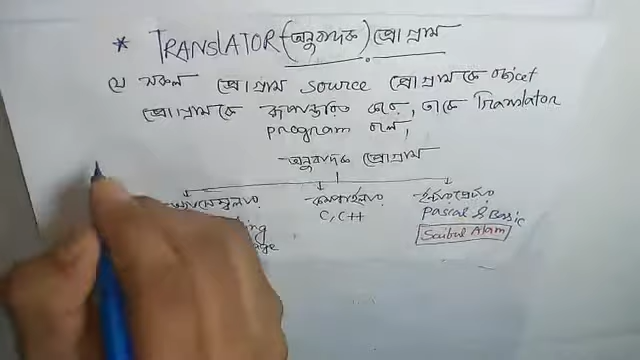 * TRANSLATOR (অনুবাদক) প্রোগ্রাম
যে সকল প্রোগ্রাম source প্রোগ্রামকে object
প্রোগ্রামকে রূপান্তরিত করে, তাকে Translator
program বলে,
অনুবাদক প্রোগ্রাম
কম্পাইলার ইন্টারপ্রেটার
C, C++ Pascal & Basic
Saibul Alam